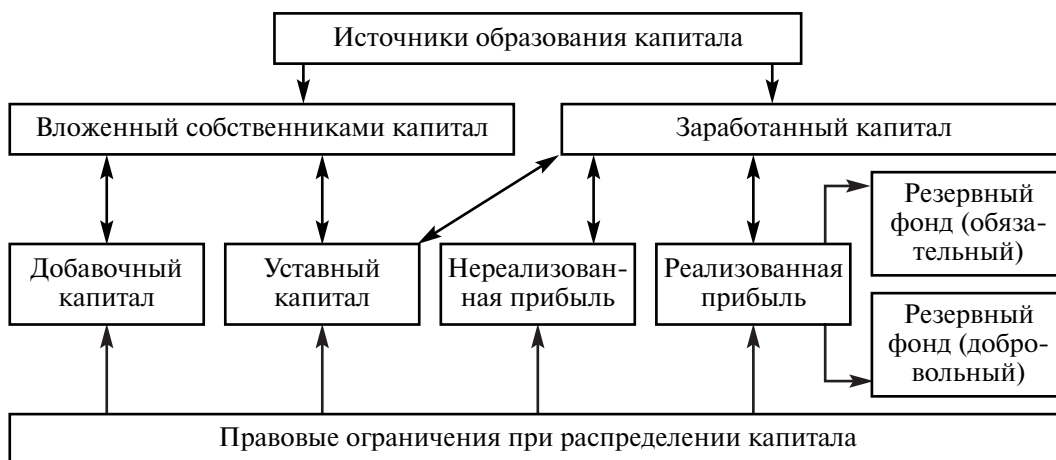 Источники образования капитала
Вложенный собственниками капитал
Заработанный капитал
Добавочный
капитал
Уставный
капитал
Нереализован-
ная прибыль
Реализованная
прибыль
Резервный
фонд (обяза-
тельный)
Резервный
фонд (добро-
вольный)
Правовые ограничения при распределении капитала